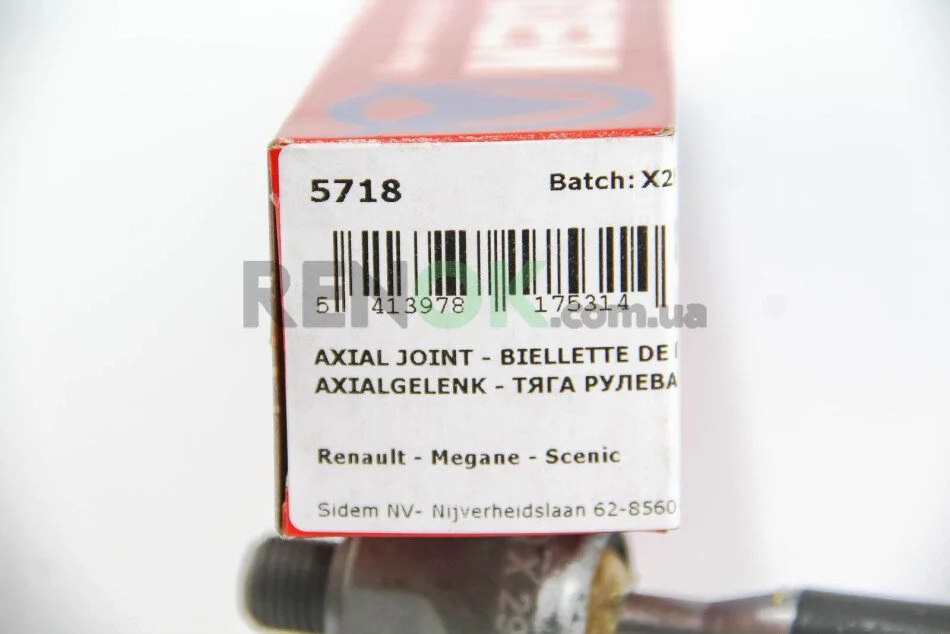 5718
Batch: X2
5 413978 175314
RENOK.com.ua
AXIAL JOINT - BIELLETTE DE
AXIALGELENK - ТЯГА РУЛЕВА
Renault - Megane - Scenic
Sidem NV- Nijverheidslaan 62-8560
X 29